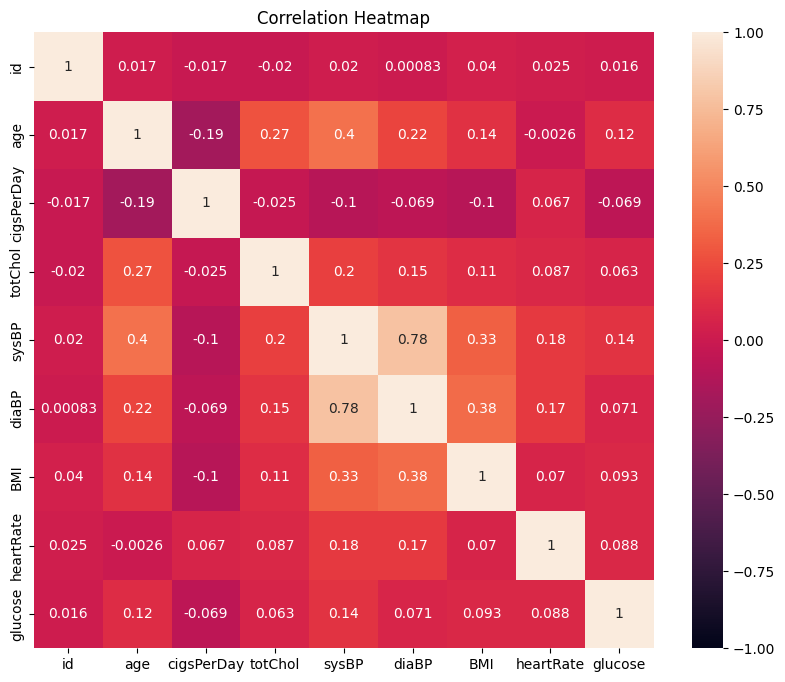 Correlation Heatmap
id 1 0.017 -0.017 -0.02 0.02 0.00083 0.04 0.025 0.016
age 0.017 1 -0.19 0.27 0.4 0.22 0.14 -0.0026 0.12
cigsPerDay -0.017 -0.19 1 -0.025 -0.1 -0.069 -0.1 0.067 -0.069
totChol -0.02 0.27 -0.025 1 0.2 0.15 0.11 0.087 0.063
sysBP 0.02 0.4 -0.1 0.2 1 0.78 0.33 0.18 0.14
diaBP 0.00083 0.22 -0.069 0.15 0.78 1 0.38 0.17 0.071
BMI 0.04 0.14 -0.1 0.11 0.33 0.38 1 0.07 0.093
heartRate 0.025 -0.0026 0.067 0.087 0.18 0.17 0.07 1 0.088
glucose 0.016 0.12 -0.069 0.063 0.14 0.071 0.093 0.088 1
id age cigsPerDay totChol sysBP diaBP BMI heartRate glucose
1.00
0.75
0.50
0.25
0.00
−0.25
−0.50
−0.75
−1.00